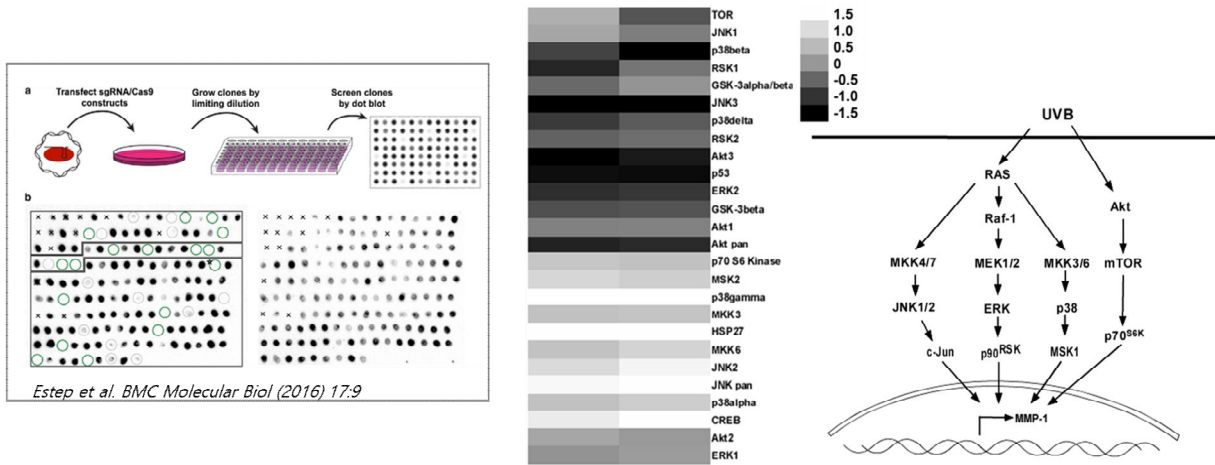 a
Transfect sgRNA/Cas9
constructs
Grow clones by
limiting dilution
Screen clones
by dot blot
b
Estep et al. BMC Molecular Biol (2016) 17:9
TOR
JNK1
p38beta
RSK1
GSK-3alpha/beta
JNK3
p38delta
RSK2
Akt3
p53
ERK2
GSK-3beta
Akt1
Akt pan
p70 S6 Kinase
MSK2
p38gamma
MKK3
HSP27
MKK6
JNK2
JNK pan
p38alpha
CREB
Akt2
ERK1
1.5
1.0
0.5
0
-0.5
-1.0
-1.5
UVB
RAS
Akt
Raf-1
MKK4/7
MEK1/2
MKK3/6
mTOR
JNK1/2
ERK
p38
c-Jun
p90RSK
MSK1
p70S6K
MMP-1